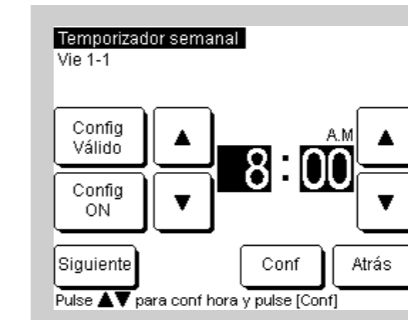 Temporizador semanal
Vie 1-1
Config
Válido
▲
A.M
▲
8:00
Config
ON
▼
▼
Siguiente
Conf
Atrás
Pulse ▲▼ para conf hora y pulse [Conf]